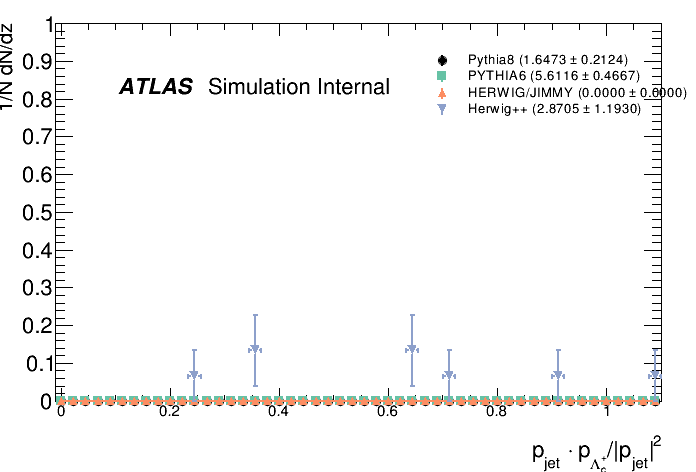 1/N dN/dz
1
0.9
0.8
0.7
0.6
0.5
0.4
0.3
0.2
0.1
0
ATLAS Simulation Internal
Pythia8 (1.6473 ± 0.2124)
PYTHIA6 (5.6116 ± 0.4667)
HERWIG/JIMMY (0.0000 ± 0.0000)
Herwig++ (2.8705 ± 1.1930)
0 0.2 0.4 0.6 0.8 1
p_jet · p_Λ_c^+/|p_jet|^2